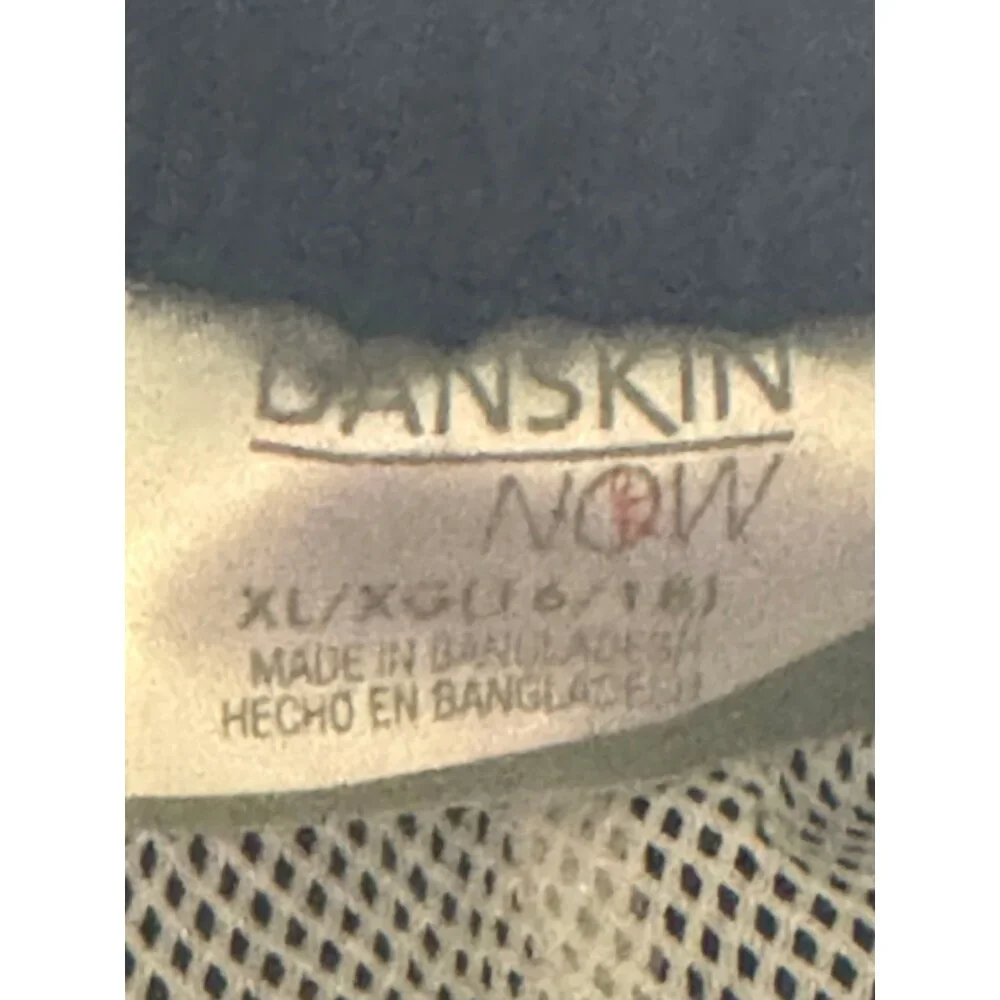 DANSKIN
NOW
XL/XG(16/18)
MADE IN BANGLADESH
HECHO EN BANGLADESH